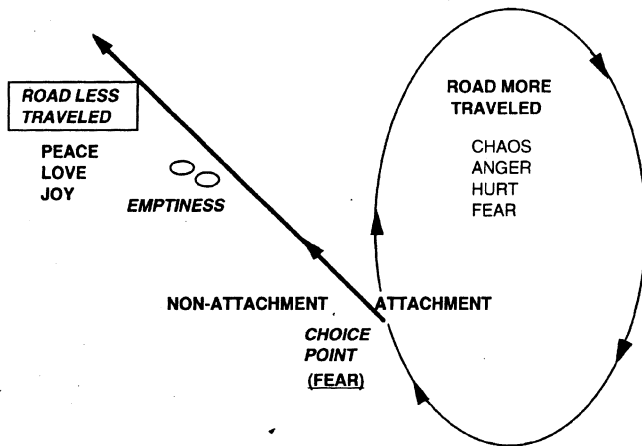 ROAD LESS
TRAVELED
PEACE
LOVE
JOY
EMPTINESS
ROAD MORE
TRAVELED
CHAOS
ANGER
HURT
FEAR
NON-ATTACHMENT
ATTACHMENT
CHOICE
POINT
(FEAR)